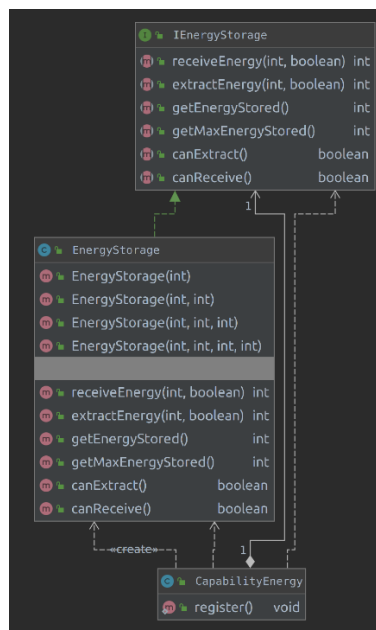 IEnergyStorage
receiveEnergy(int, boolean) int
extractEnergy(int, boolean) int
getEnergyStored() int
getMaxEnergyStored() int
canExtract() boolean
canReceive() boolean
1
EnergyStorage
EnergyStorage(int)
EnergyStorage(int, int)
EnergyStorage(int, int, int)
EnergyStorage(int, int, int, int)
receiveEnergy(int, boolean) int
extractEnergy(int, boolean) int
getEnergyStored() int
getMaxEnergyStored() int
canExtract() boolean
canReceive() boolean
«create»
1
CapabilityEnergy
register() void